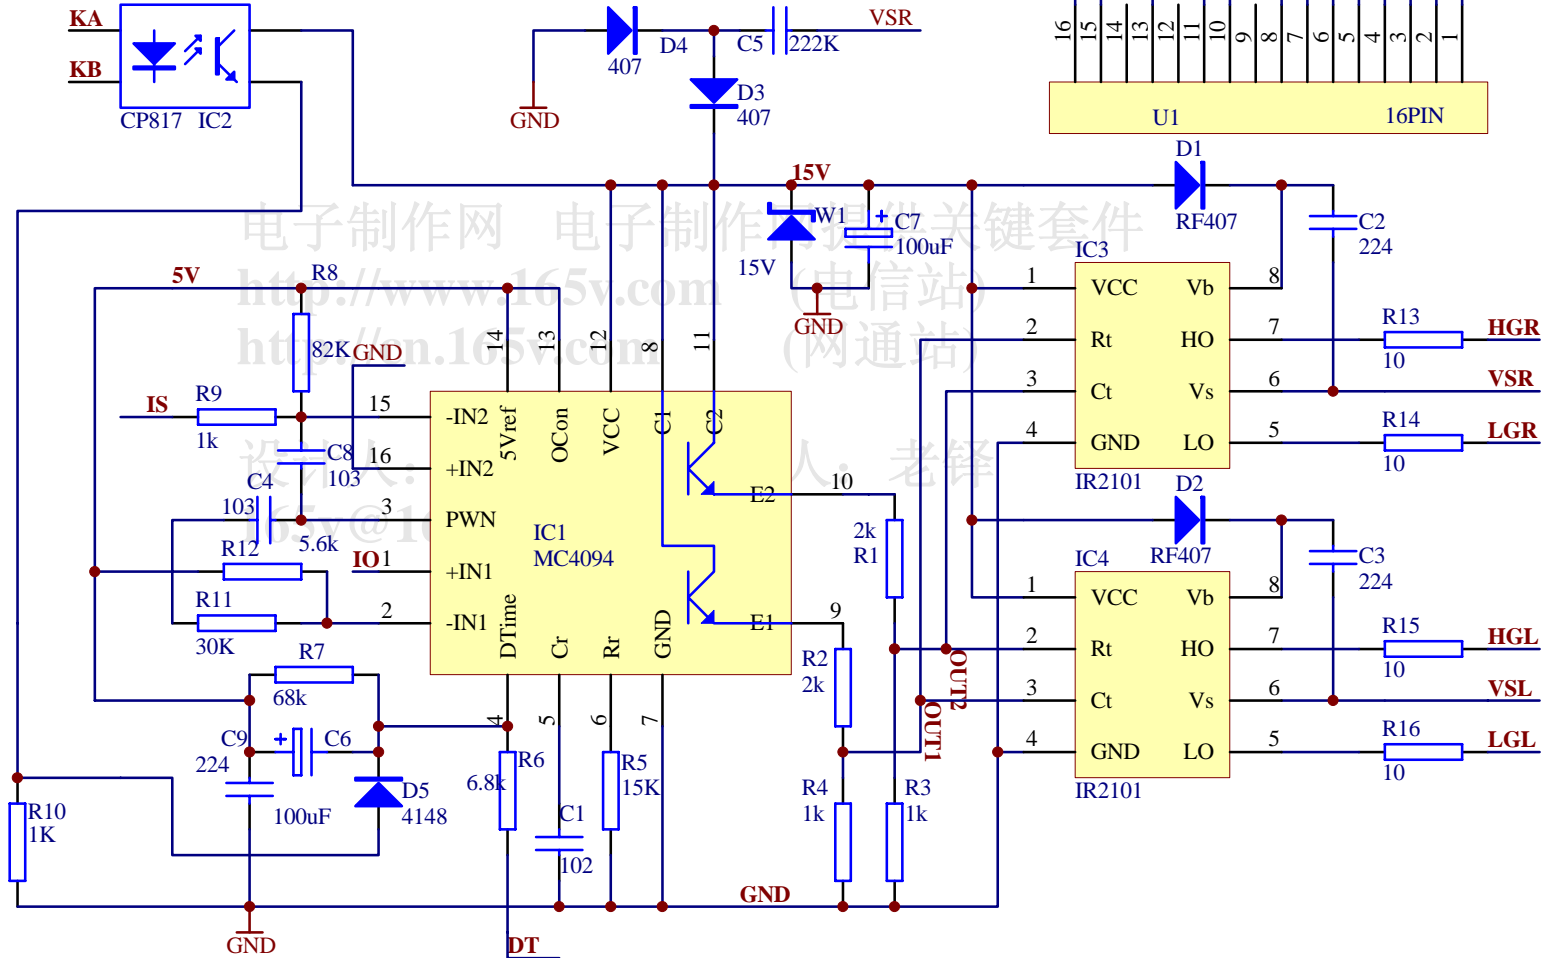 KA
KB
CP817 IC2
D4
407
GND
C5
222K
VSR
D3
407
16 15 14 13 12 11 10 9 8 7 6 5 4 3 2 1
U1 16PIN
15V
W1
15V
C7
+
100uF
GND
D1
RF407
C2
224
电子制作网 电子制作网提供关键套件
http://www.165v.com (电信站)
http://cn.165v.com (网通站)
5V
R8
82K
GND
IS
R9
1k
C8
103
C4
103
5.6k
R12
R11
30K
IO
14 13 12 8 11
15 -IN2
16 +IN2
3 PWN
1 +IN1
2 -IN1
5Vref OCon VCC C1 C2
IC1
MC4094
E2 10
E1 9
DTime Cr Rr GND
4 5 6 7
R7
68k
C9
224
+
C6
100uF
D5
4148
R10
1K
R6
6.8k
C1
102
R5
15K
2k
R1
R2
2k
R4
1k
R3
1k
OUT2
OUT1
GND
GND
DT
IC3
1 VCC Vb 8
2 Rt HO 7
3 Ct Vs 6
4 GND LO 5
IR2101
R13
10
HGR
VSR
R14
10
LGR
D2
RF407
C3
224
IC4
1 VCC Vb 8
2 Rt HO 7
3 Ct Vs 6
4 GND LO 5
IR2101
R15
10
HGL
VSL
R16
10
LGL